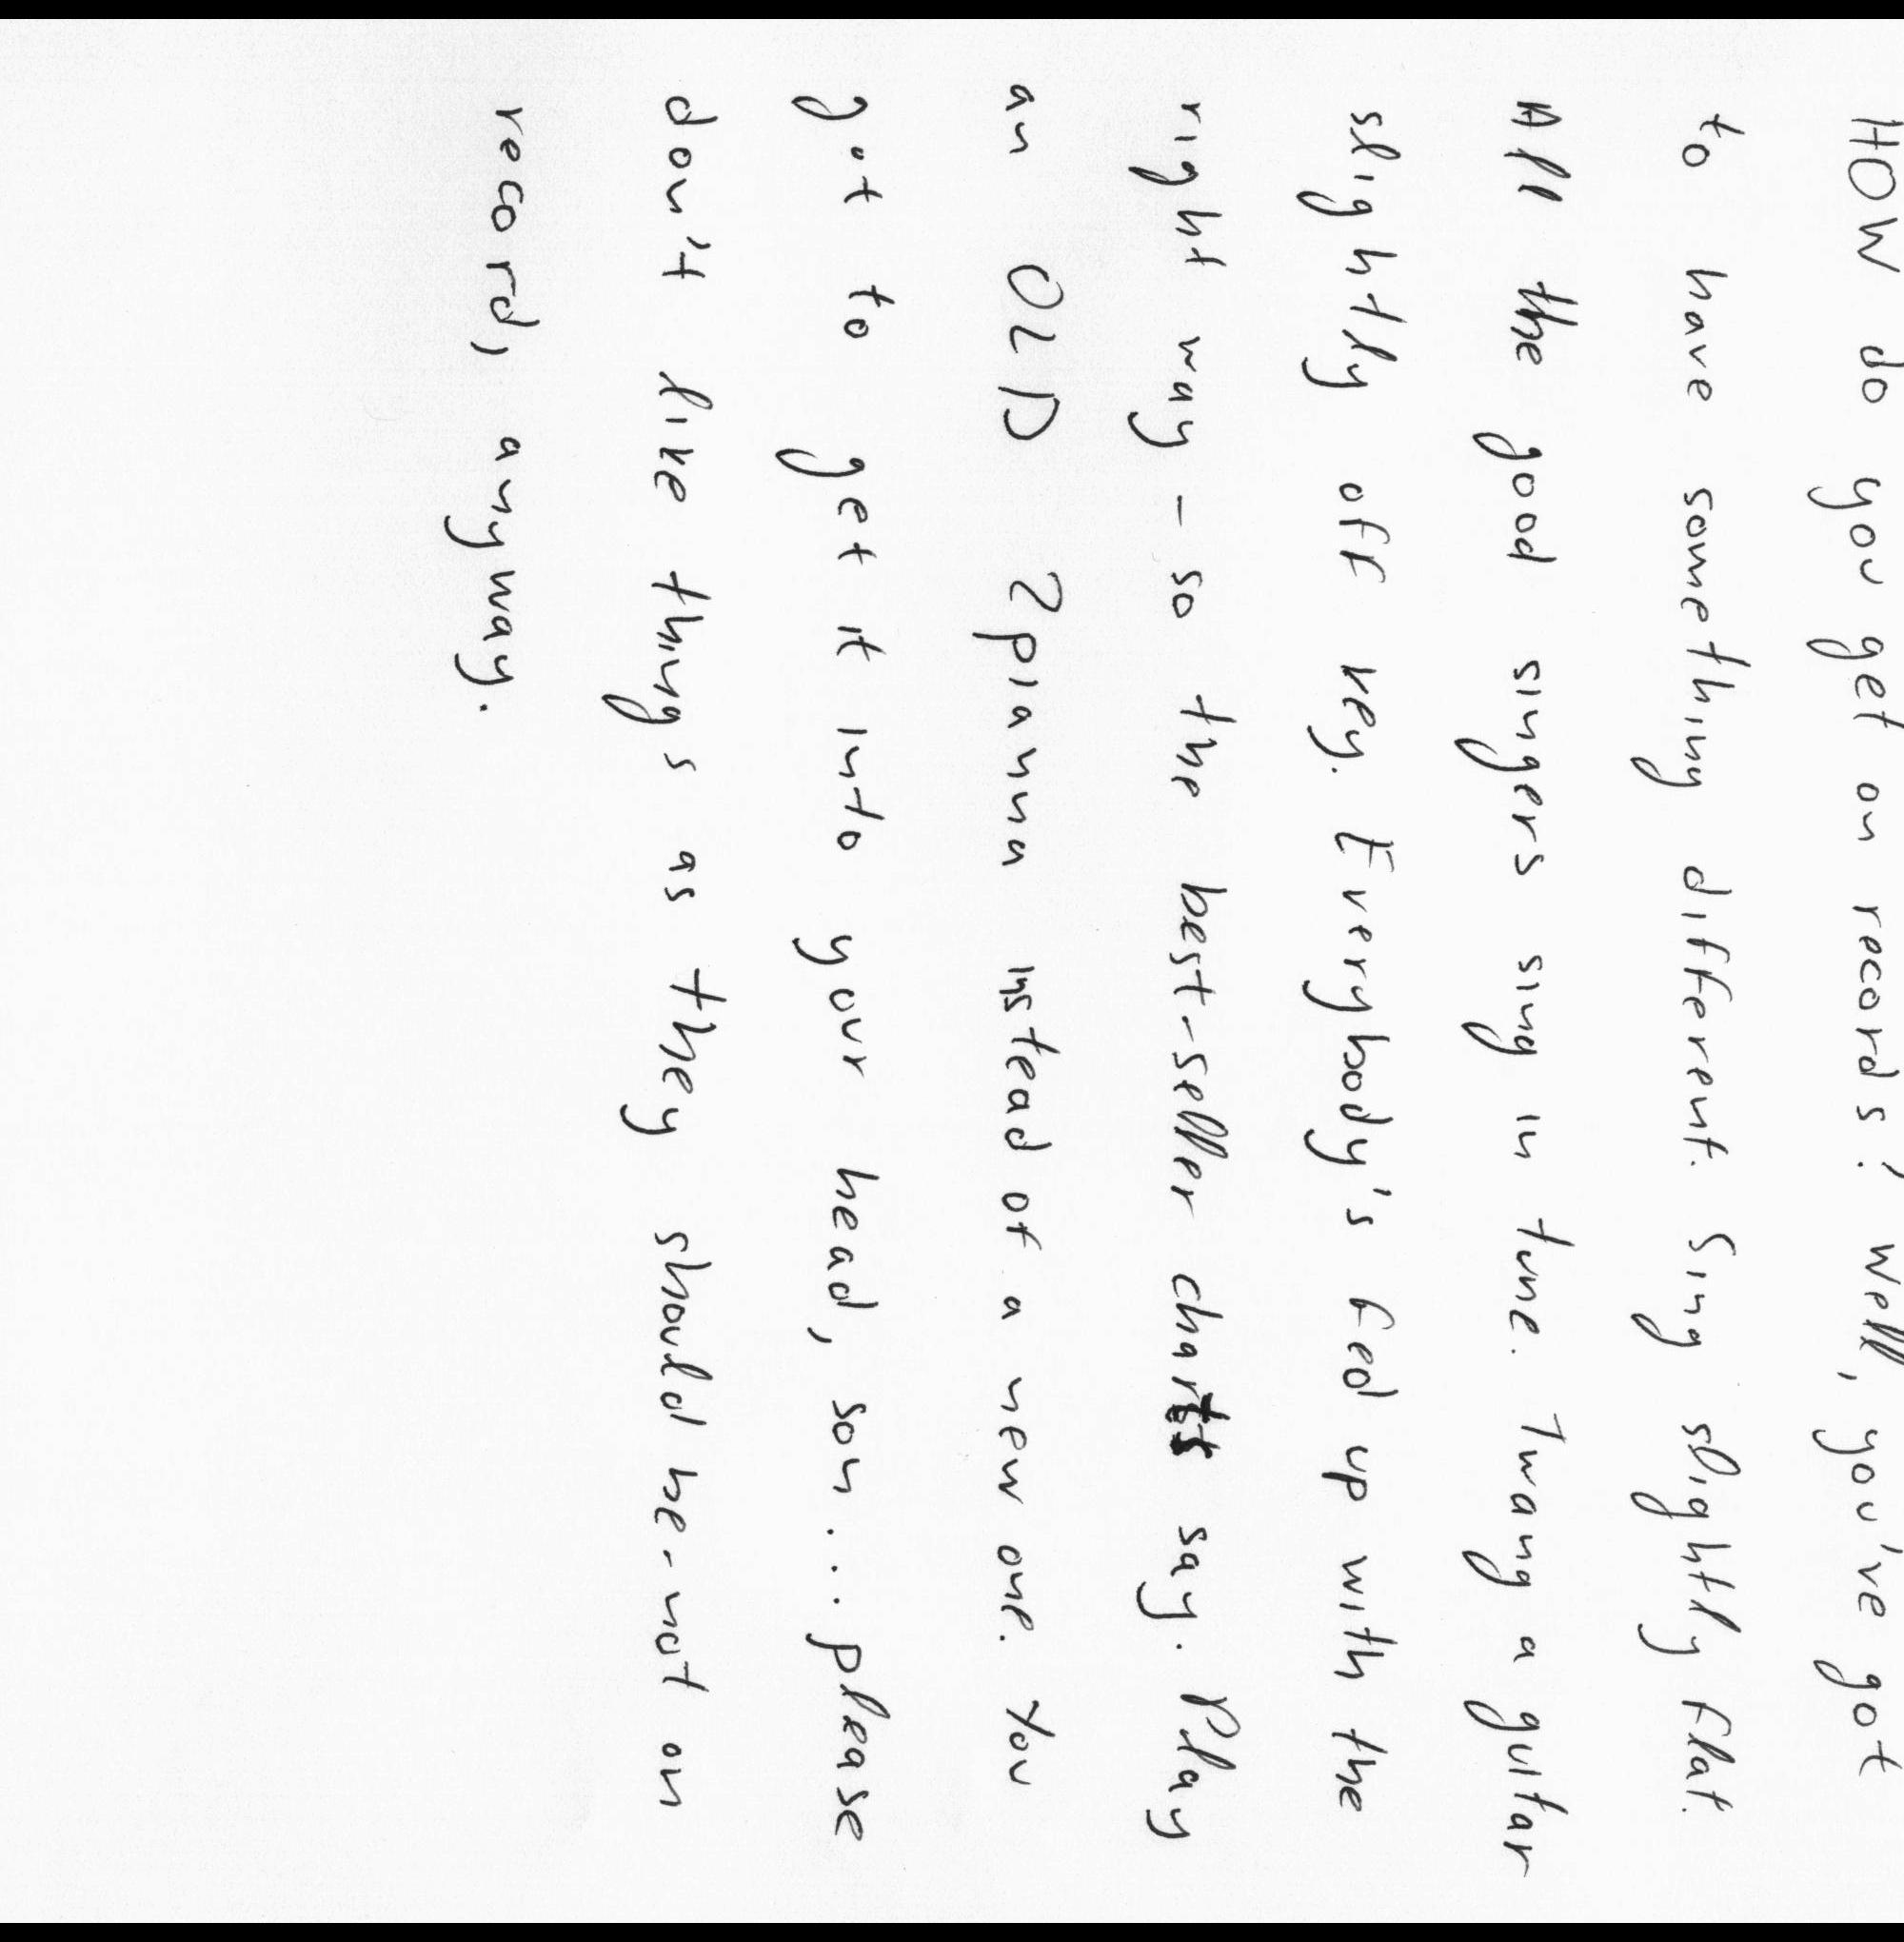 HOW do you get on records? Well, you've got
to have something different. Sing slightly flat.
All the good singers sing in tune. Twang a guitar
slightly off key. Everybody's fed up with the
right way - so the best-seller charts say. Play
an OLD pianna instead of a new one. You
got to get it into your head, son... please
don't like things as they should be - not on
record, anyway.